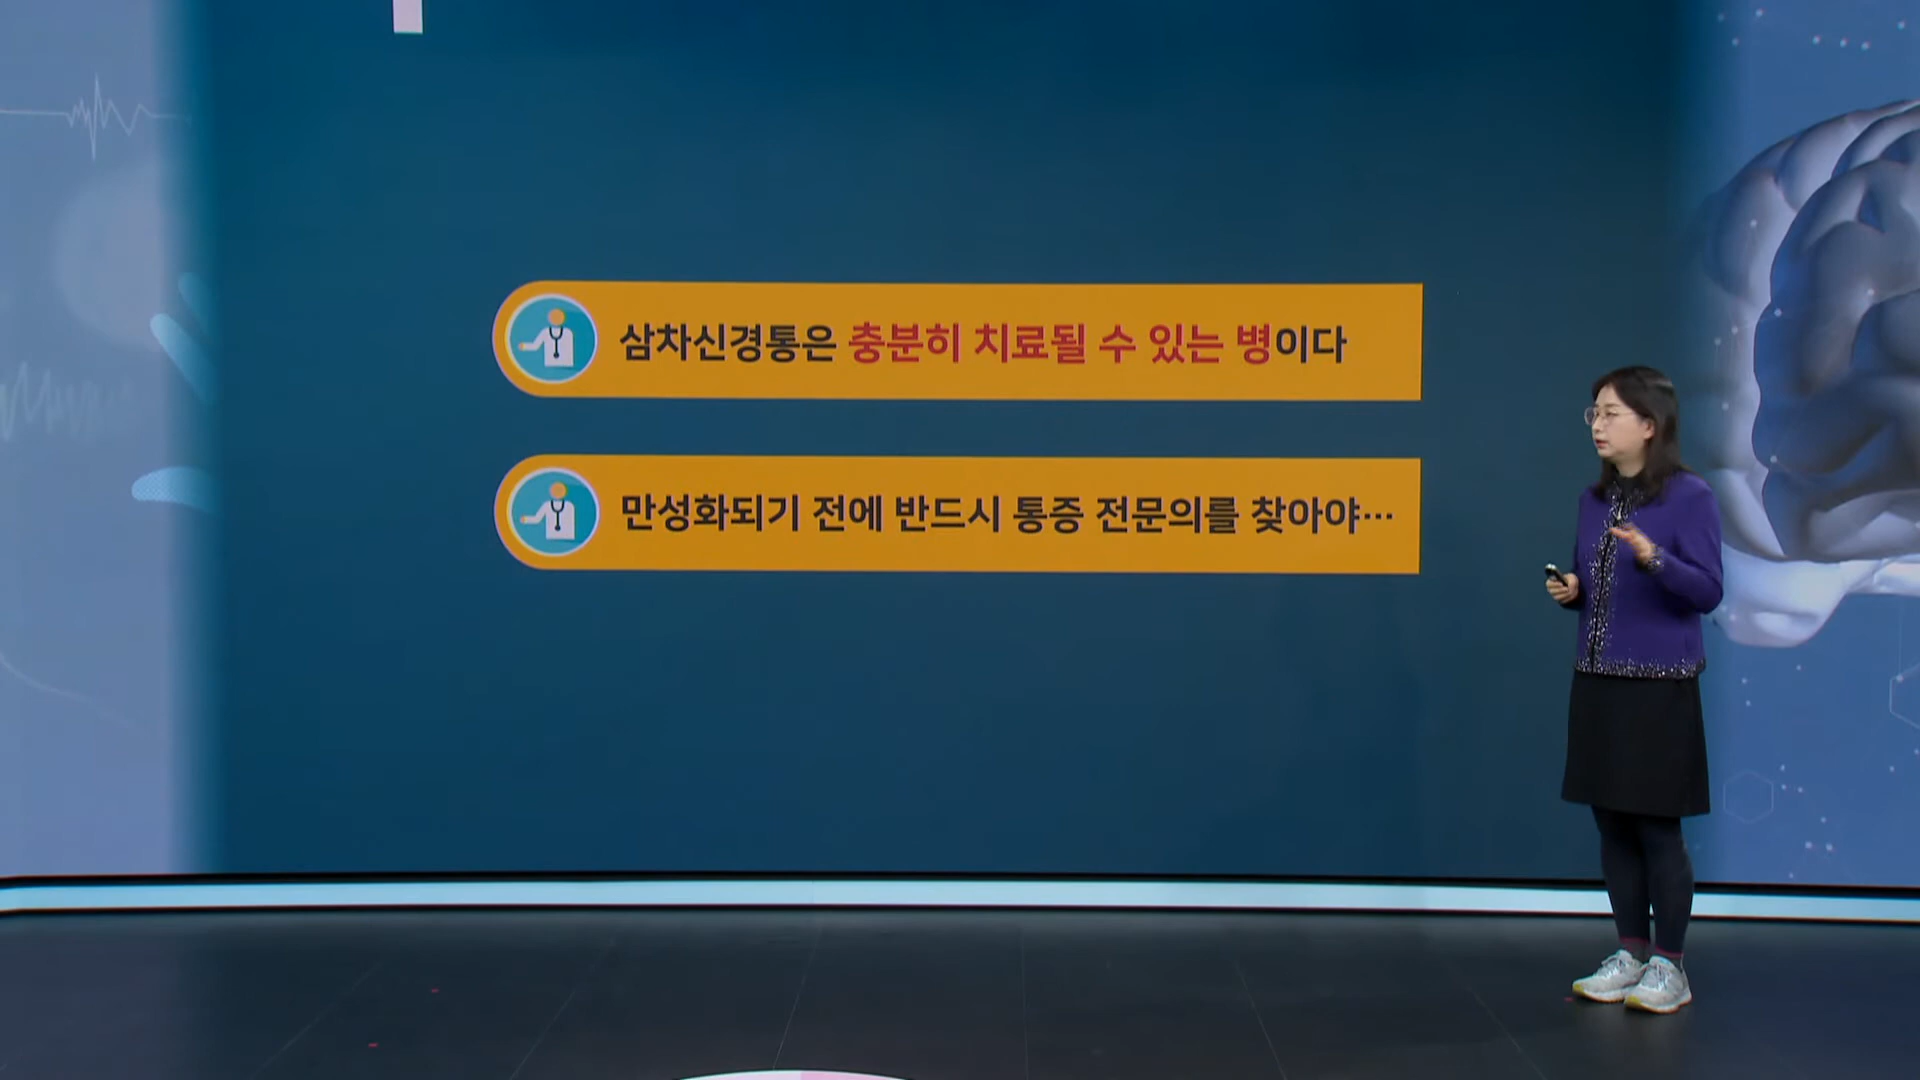 삼차신경통은 충분히 치료될 수 있는 병이다
만성화되기 전에 반드시 통증 전문의를 찾아야…